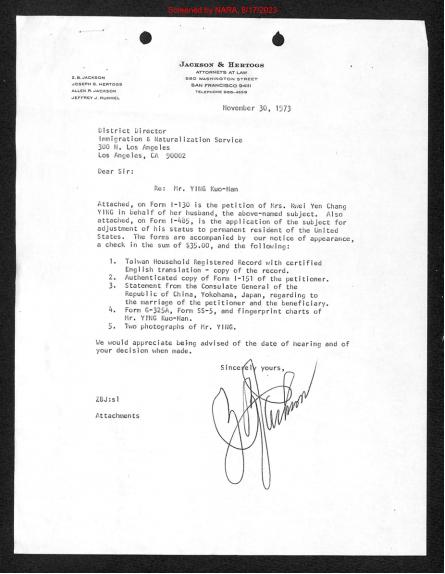 Screened by NARA, 8/17/2023
JACKSON & HERTOGS
ATTORNEYS AT LAW
580 WASHINGTON STREET
SAN FRANCISCO 94111
TELEPHONE 986-4559
Z. B. JACKSON
JOSEPH S. HERTOGS
ALLEN R. JACKSON
JEFFREY J. KUMMEL
November 30, 1973
District Director
Immigration & Naturalization Service
300 N. Los Angeles
Los Angeles, CA 90002
Dear Sir:
Re: Mr. YING Kuo-Han
Attached, on Form I-130 is the petition of Mrs. Kwei Yen Chang
YING in behalf of her husband, the above-named subject. Also
attached, on Form I-485, is the application of the subject for
adjustment of his status to permanent resident of the United
States. The forms are accompanied by our notice of appearance,
a check in the sum of $35.00, and the following:
1. Taiwan Household Registered Record with certified
English translation - copy of the record.
2. Authenticated copy of Form I-151 of the petitioner.
3. Statement from the Consulate General of the
Republic of China, Yokohama, Japan, regarding to
the marriage of the petitioner and the beneficiary.
4. Form G-325A, Form SS-5, and fingerprint charts of
Mr. YING Kuo-Han.
5. Two photographs of Mr. YING.
We would appreciate being advised of the date of hearing and of
your decision when made.
Sincerely yours,
ZBJ:sl
Attachments